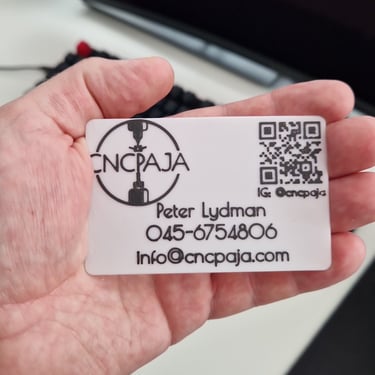 CNCPAJA
IG: @cncpaja
Peter Lydman
045-6754806
Info@cncpaja.com